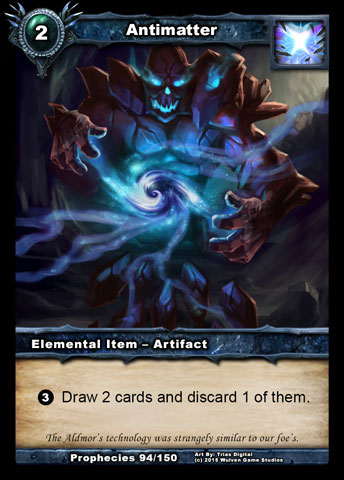 2
Antimatter
Elemental Item – Artifact
3 Draw 2 cards and discard 1 of them.
The Aldmor's technology was strangely similar to our foe's.
Prophecies 94/150
Art By: Trias Digital
(c) 2015 Wulven Game Studios